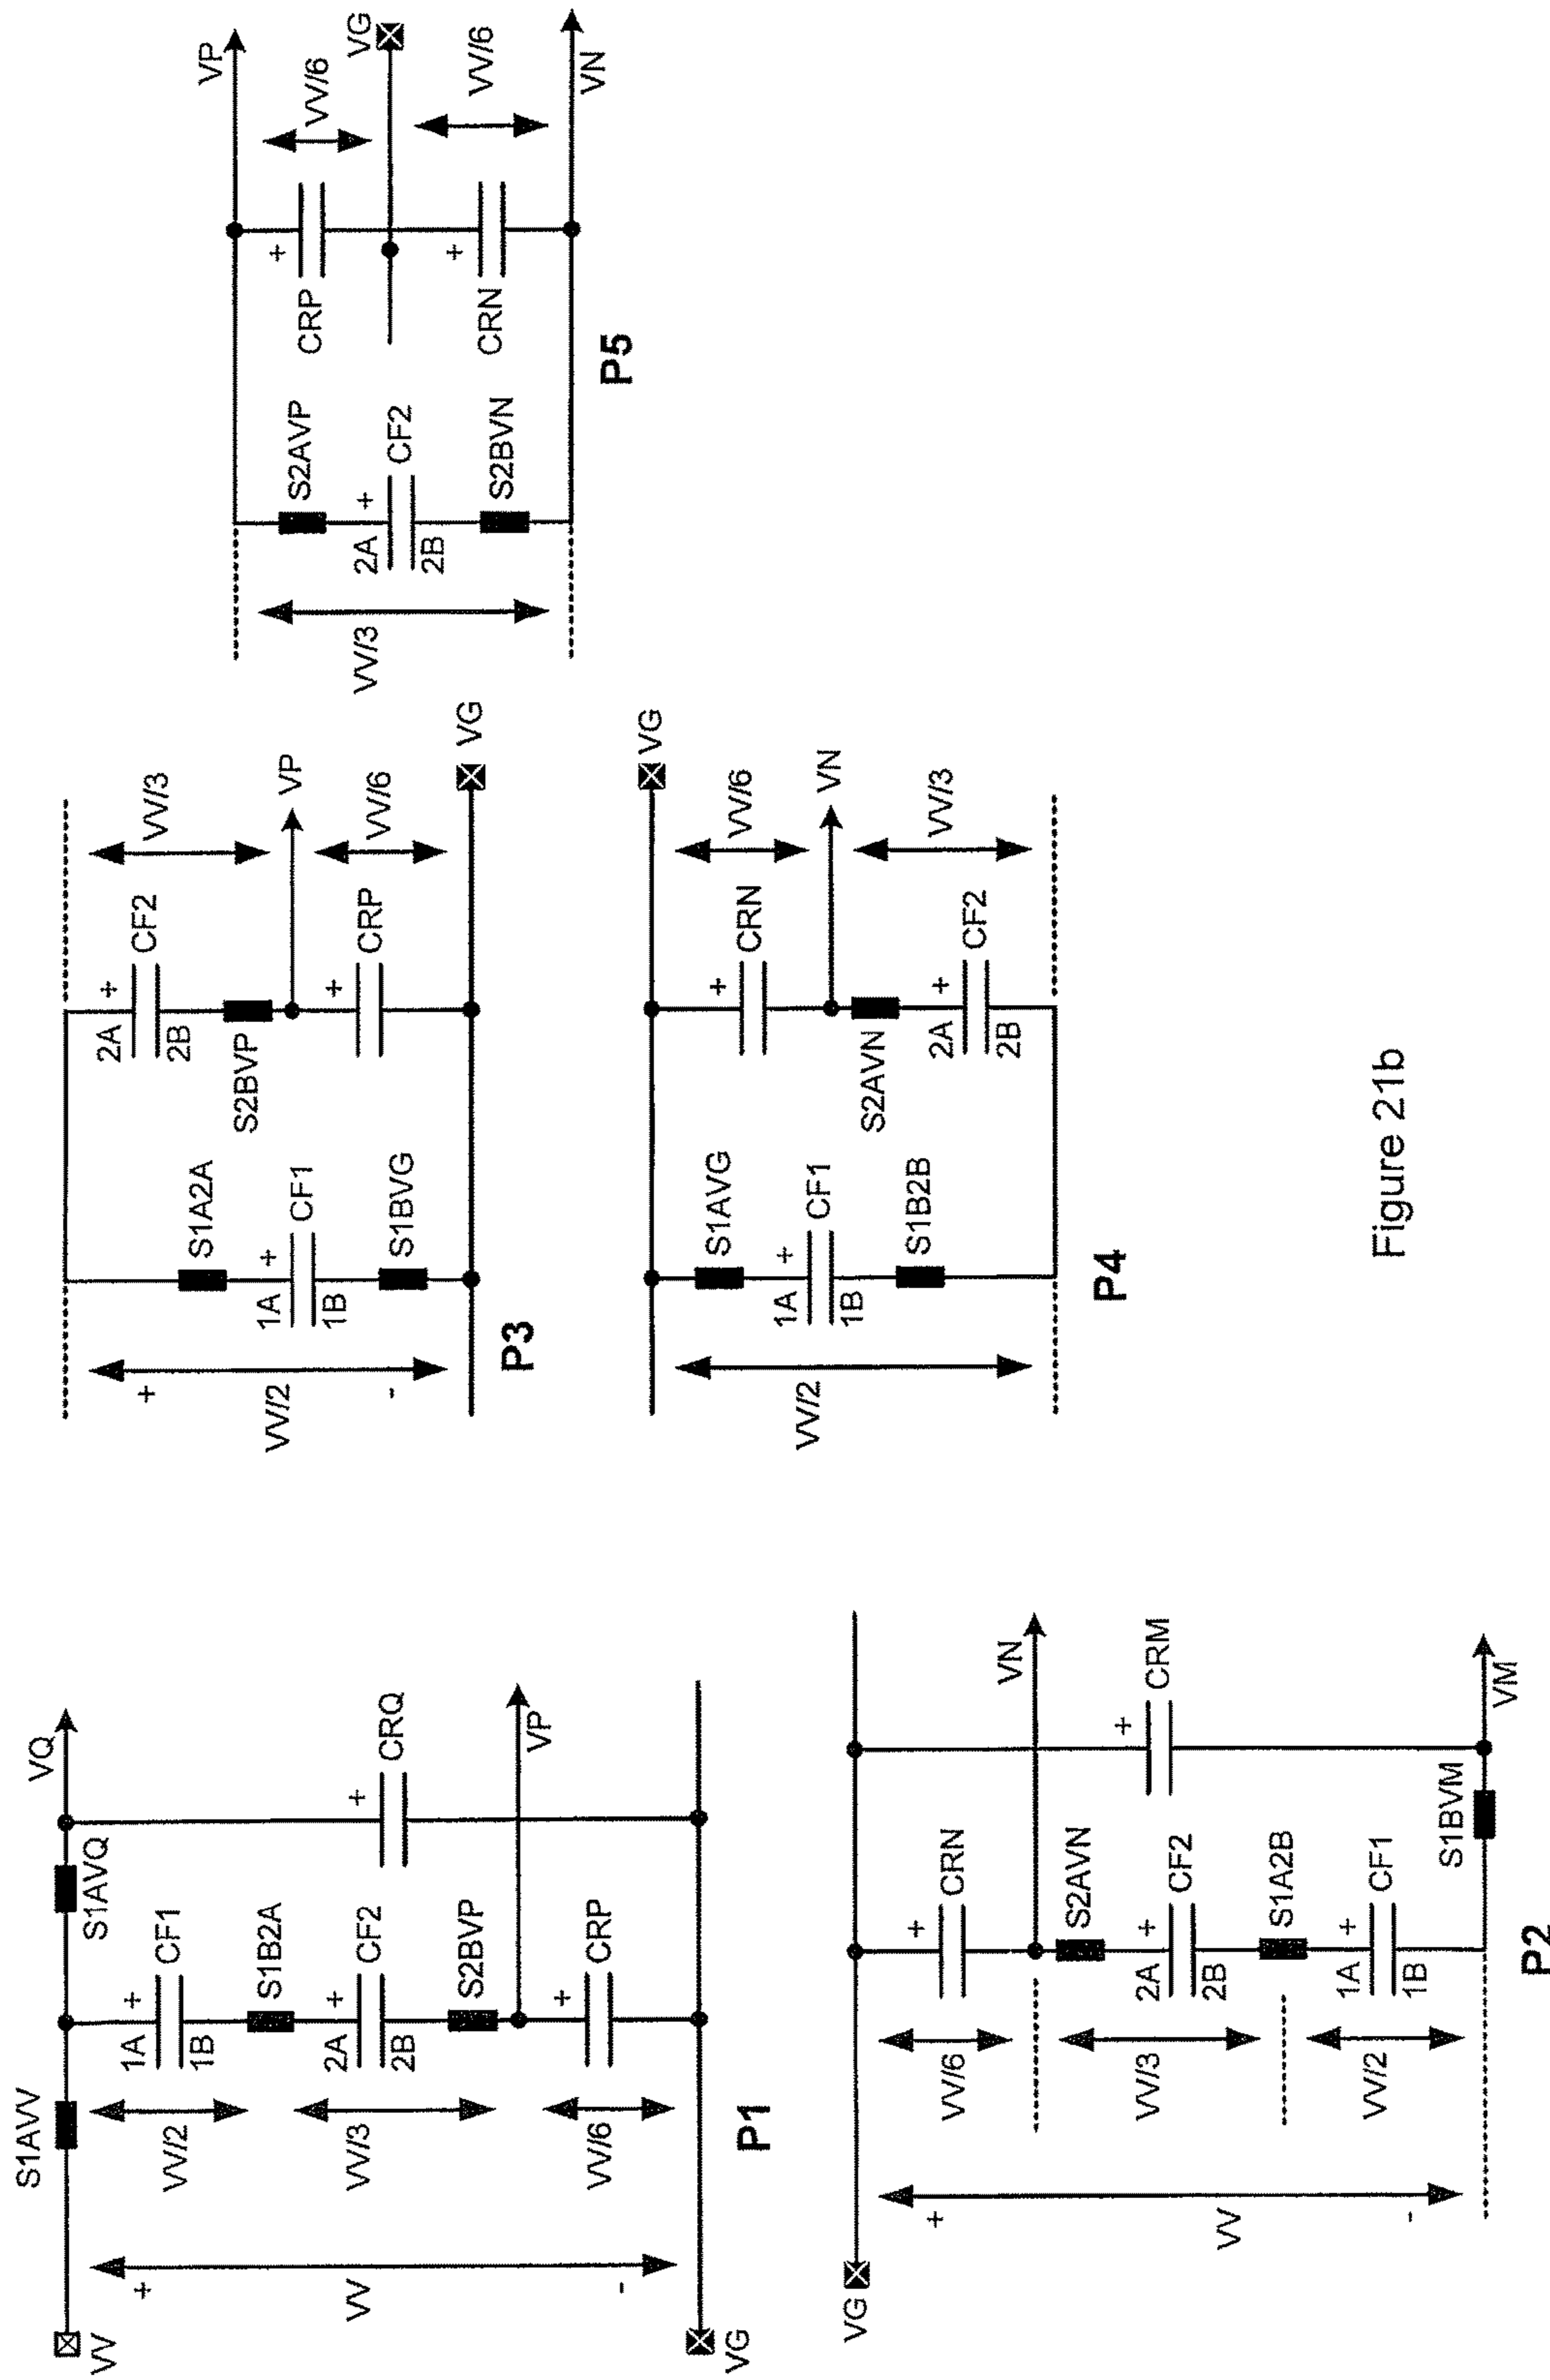 VV
S1AVV
S1AVQ
VQ
1A
+
CF1
1B
VV/2
S1B2A
+
CRQ
2A
+
CF2
2B
VV/3
S2BVP
VP
+
CRP
VV/6
+
VV
-
VG
P1
VG
+
CRN
VV/6
VN
S2AVN
2A
+
CF2
2B
VV/3
S1A2B
+
CRM
1A
+
CF1
1B
VV/2
S1BVM
VM
+
VV
-
P2
S1A2A
1A
+
CF1
1B
S1BVG
+
VV/2
-
2A
+
CF2
2B
S2BVP
VV/3
VP
+
CRP
VV/6
VG
P3
VG
S1AVG
1A
+
CF1
1B
S1B2B
VV/2
+
CRN
VV/6
VN
S2AVN
2A
+
CF2
2B
VV/3
P4
VP
S2AVP
2A
+
CF2
2B
S2BVN
VV/3
+
CRP
VV/6
VG
+
CRN
VV/6
VN
P5
Figure 21b